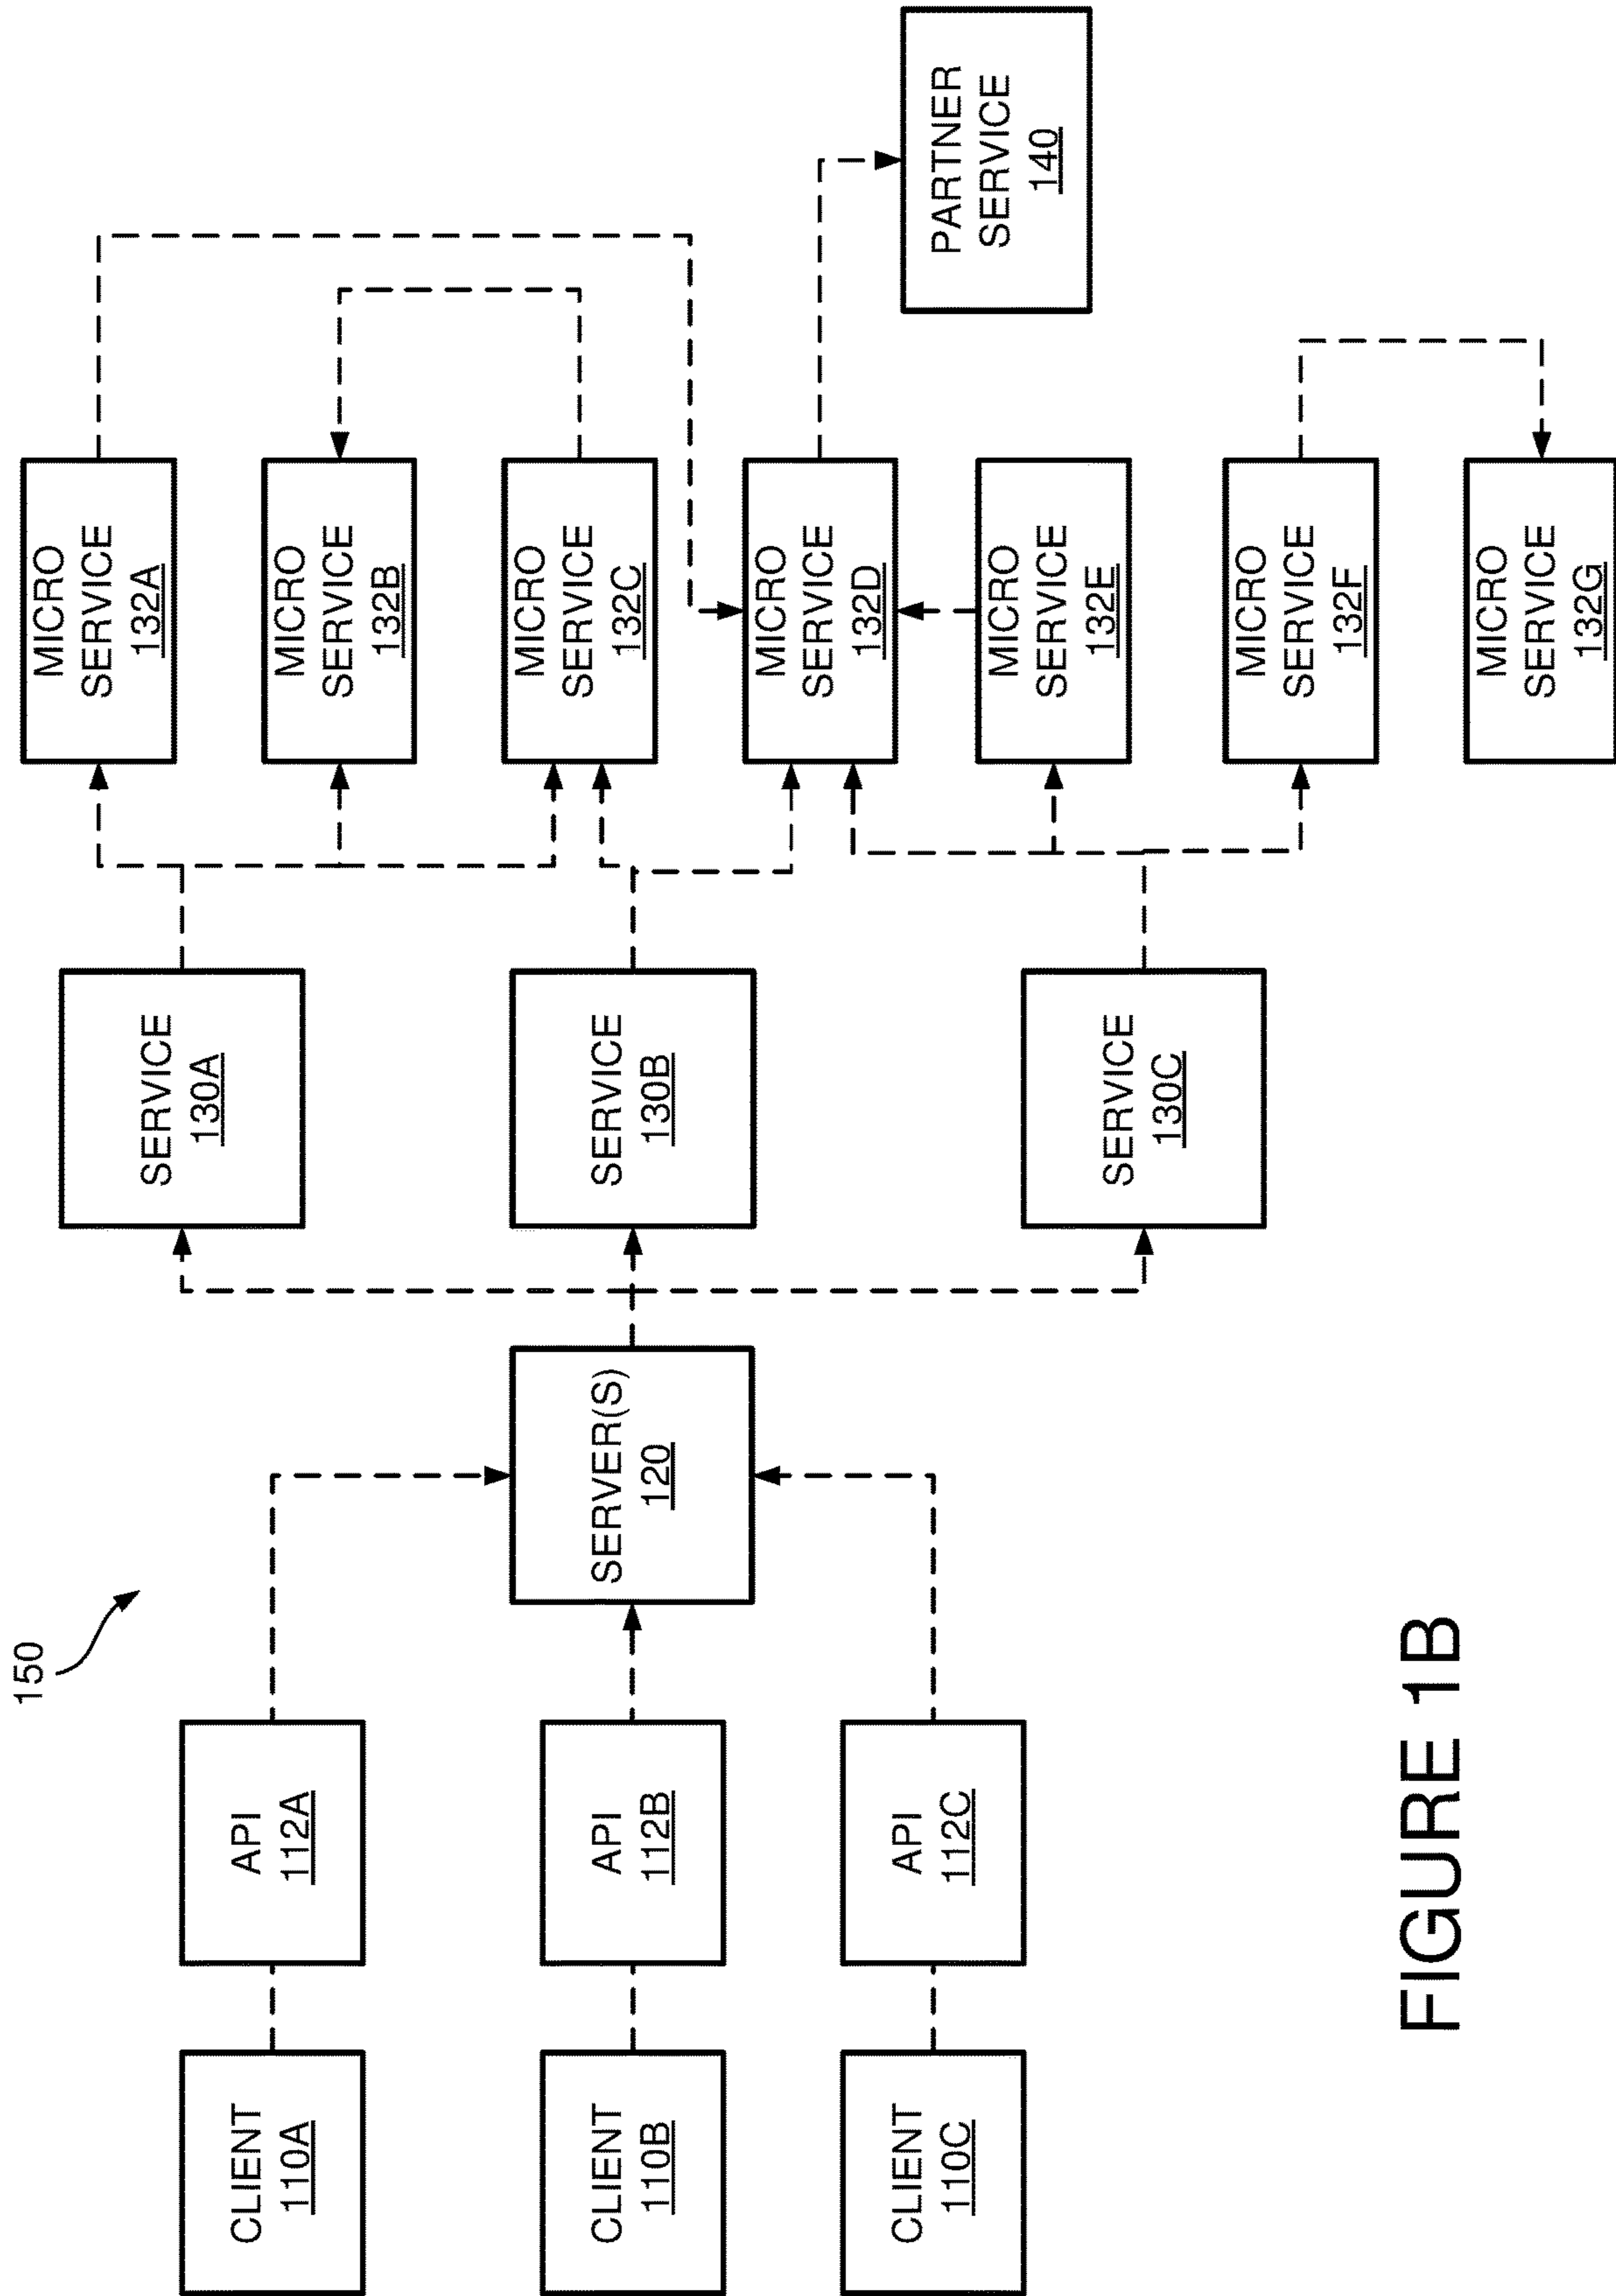 150
CLIENT
110A
API
112A
CLIENT
110B
API
112B
CLIENT
110C
API
112C
SERVER(S)
120
SERVICE
130A
SERVICE
130B
SERVICE
130C
MICRO
SERVICE
132A
MICRO
SERVICE
132B
MICRO
SERVICE
132C
MICRO
SERVICE
132D
MICRO
SERVICE
132E
MICRO
SERVICE
132F
MICRO
SERVICE
132G
PARTNER
SERVICE
140
FIGURE 1B